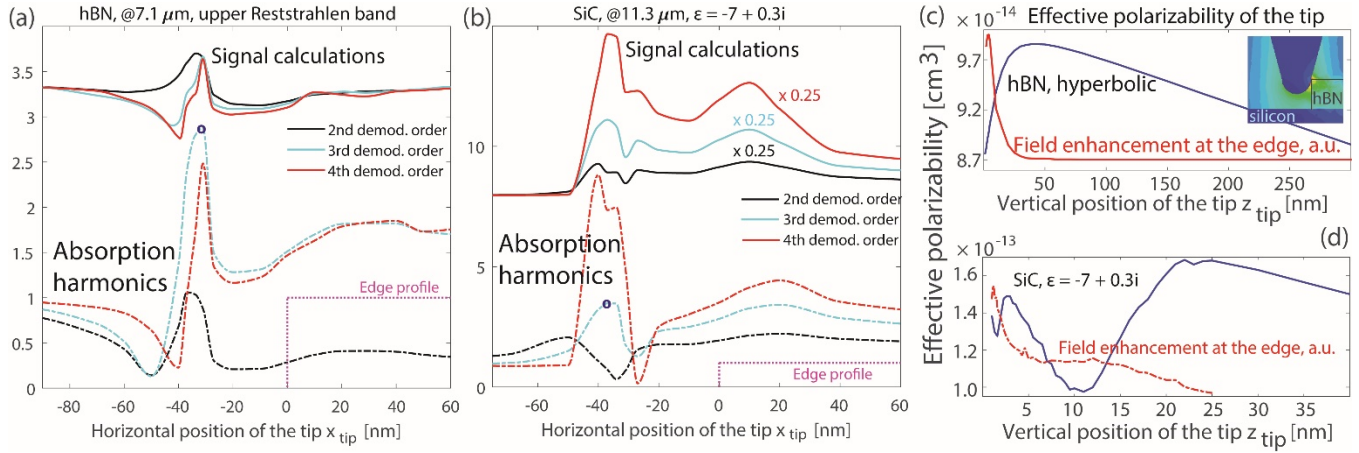 (a)
hBN, @7.1 μm, upper Reststrahlen band
Signal calculations
2nd demod. order
3rd demod. order
4th demod. order
Absorption
harmonics
Edge profile
3.5
3
2.5
2
1.5
1
0.5
0
-80
-60
-40
-20
0
20
40
60
Horizontal position of the tip x tip [nm]
(b)
SiC, @11.3 μm, ε = -7 + 0.3i
Signal calculations
x 0.25
x 0.25
x 0.25
2nd demod. order
3rd demod. order
4th demod. order
Absorption
harmonics
Edge profile
10
5
0
-60
-40
-20
0
20
40
60
Horizontal position of the tip x tip [nm]
(c)
× 10⁻¹⁴
Effective polarizability of the tip
9.7
9.2
8.7
hBN, hyperbolic
hBN
silicon
Field enhancement at the edge, a.u.
50
100
150
200
250
Vertical position of the tip z tip [nm]
Effective polarizability [cm3]
×10⁻¹³
(d)
1.6
1.4
1.2
1.0
SiC, ε = -7 + 0.3i
Field enhancement at the edge, a.u.
5
10
15
20
25
30
35
Vertical position of the tip z tip [nm]